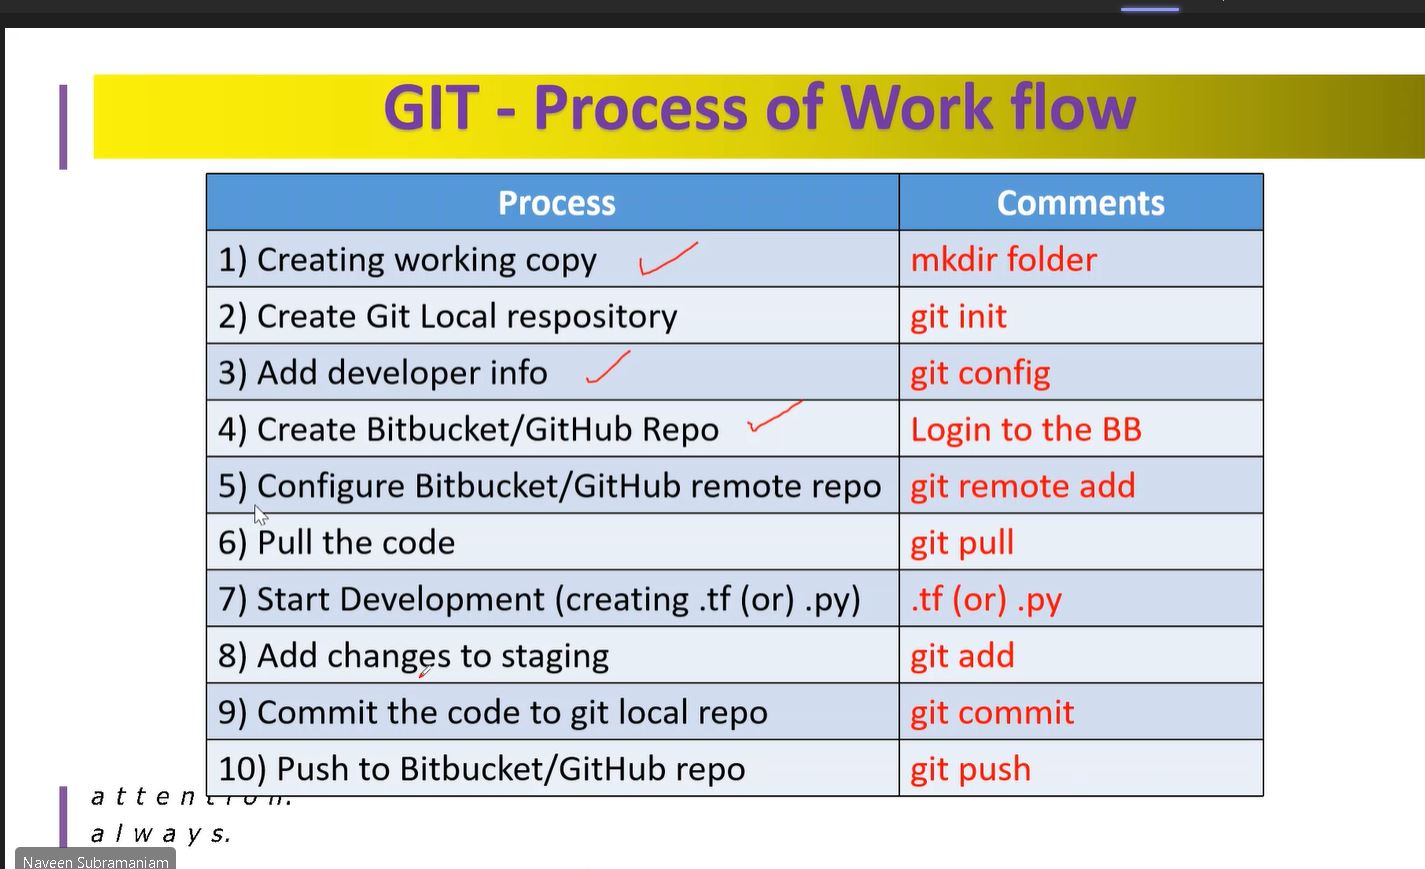 GIT - Process of Work flow
Process Comments
1) Creating working copy mkdir folder
2) Create Git Local respository git init
3) Add developer info git config
4) Create Bitbucket/GitHub Repo Login to the BB
5) Configure Bitbucket/GitHub remote repo git remote add
6) Pull the code git pull
7) Start Development (creating .tf (or) .py) .tf (or) .py
8) Add changes to staging git add
9) Commit the code to git local repo git commit
10) Push to Bitbucket/GitHub repo git push
attention.
always.
Naveen Subramaniam